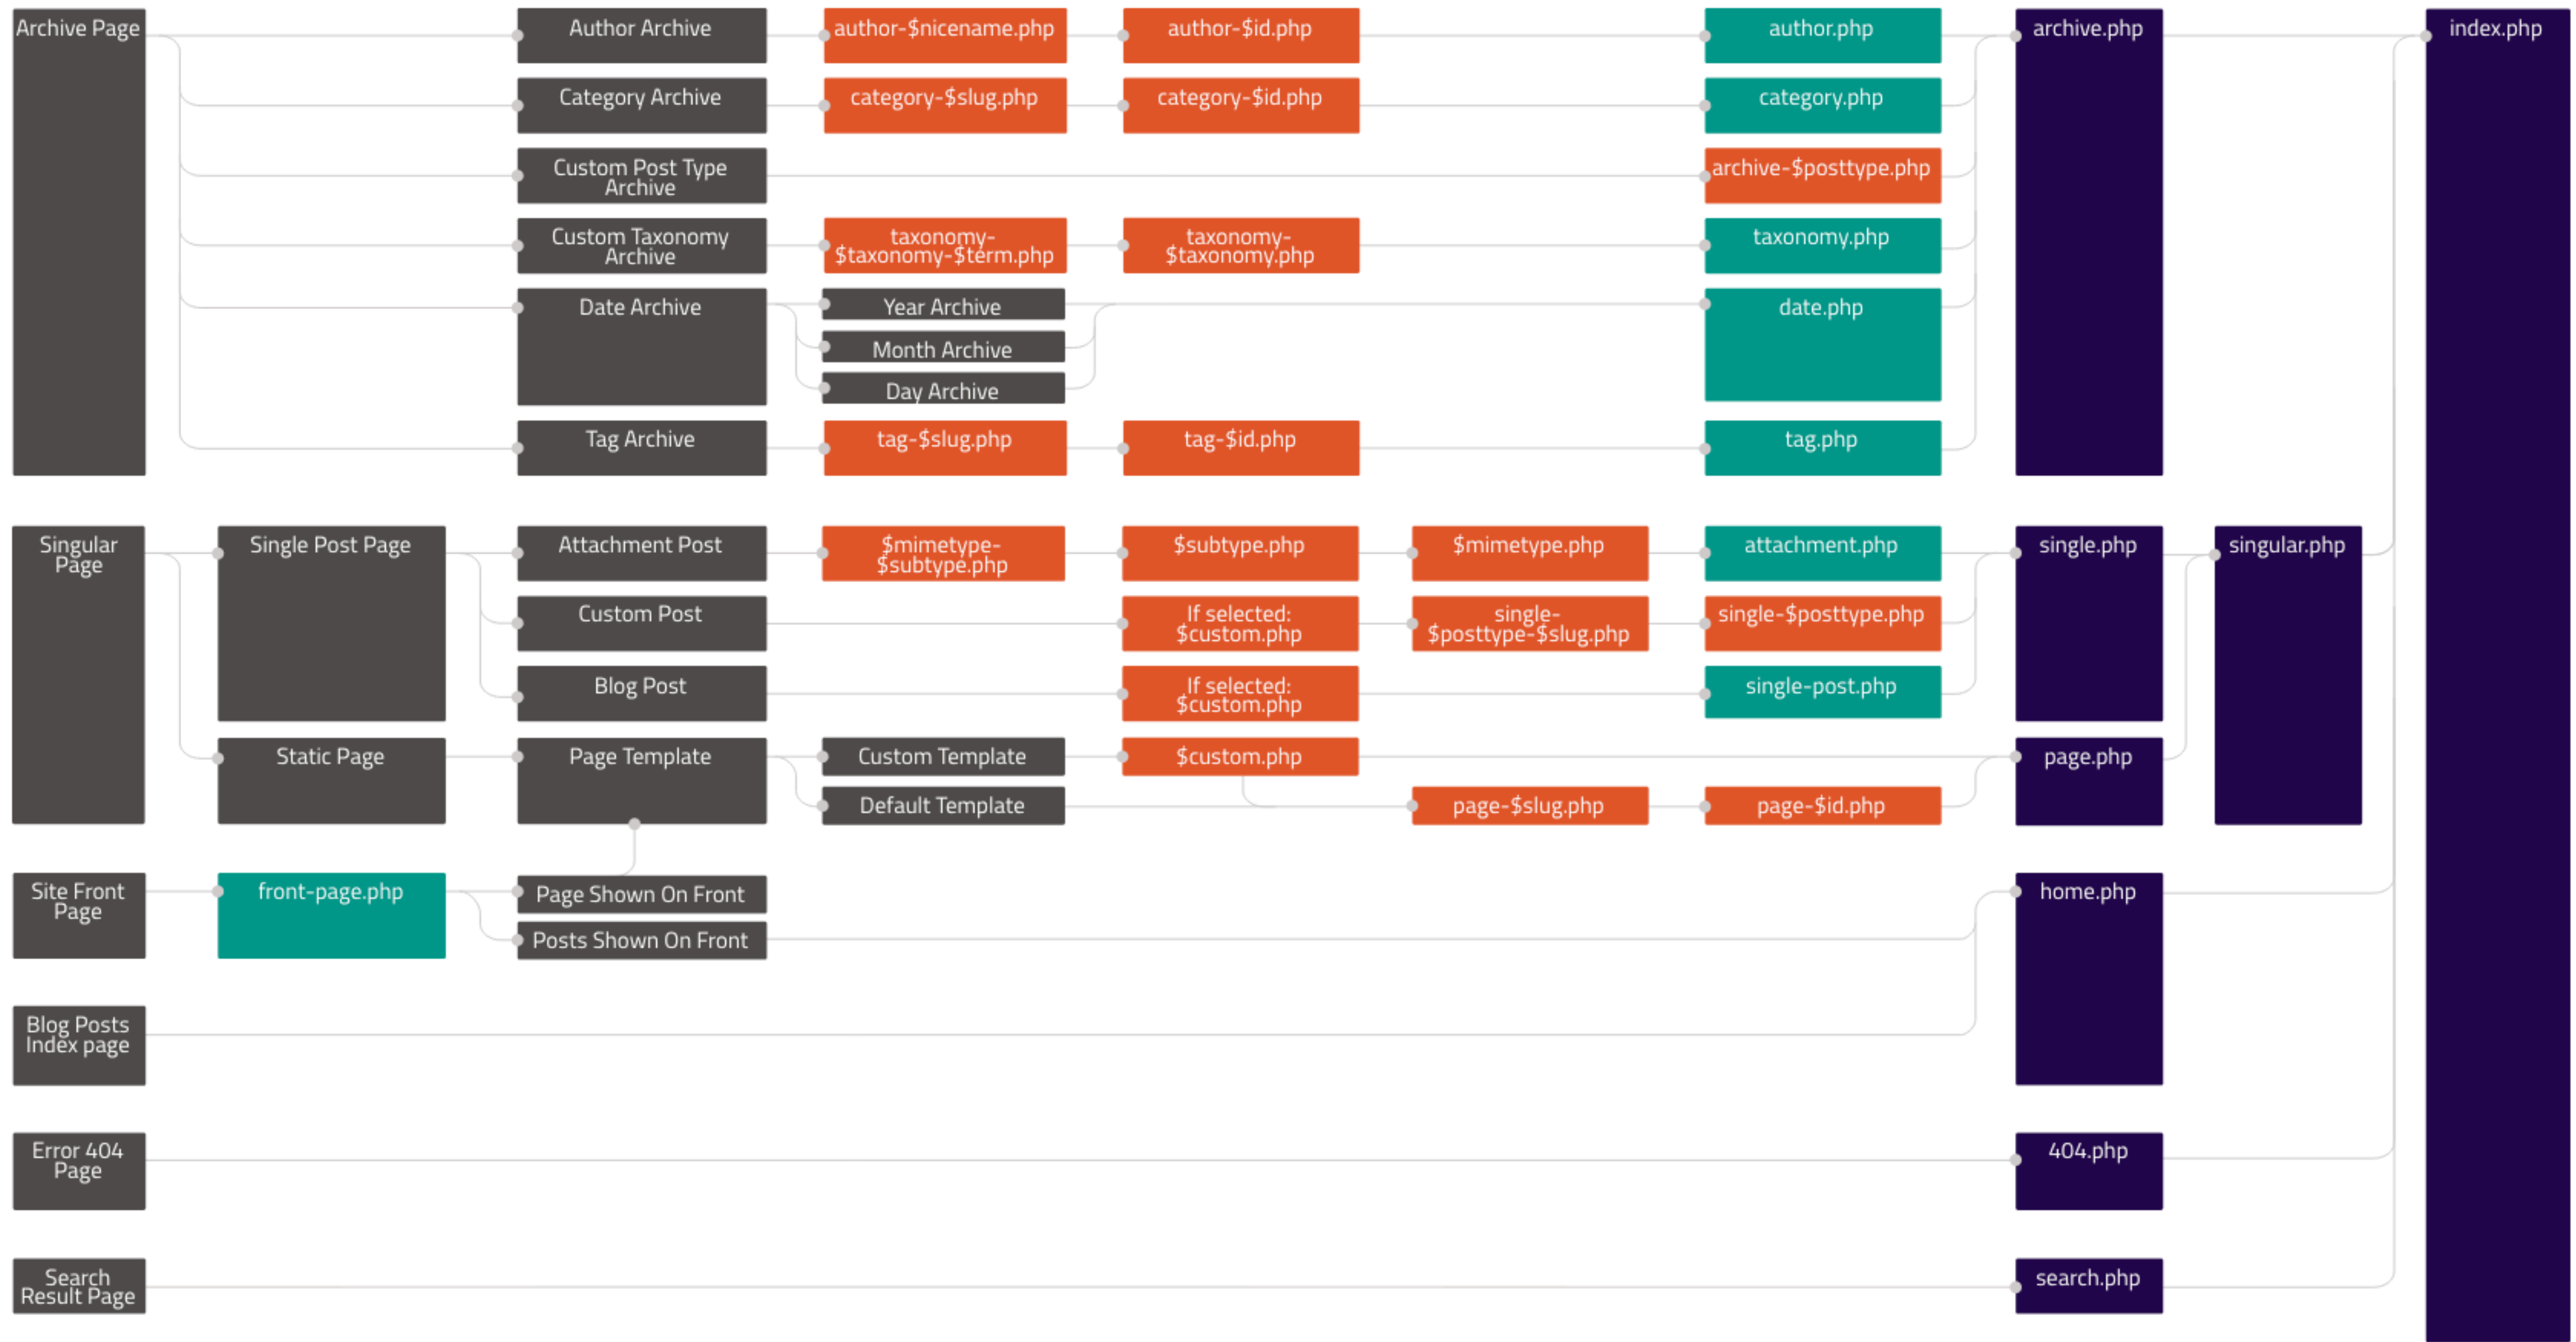 Archive Page
Author Archive
author-$nicename.php
author-$id.php
author.php
archive.php
index.php
Category Archive
category-$slug.php
category-$id.php
category.php
Custom Post Type
Archive
archive-$posttype.php
Custom Taxonomy
Archive
taxonomy-
$taxonomy-$term.php
taxonomy-
$taxonomy.php
taxonomy.php
Date Archive
Year Archive
date.php
Month Archive
Day Archive
Tag Archive
tag-$slug.php
tag-$id.php
tag.php
Singular
Page
Single Post Page
Attachment Post
$mimetype-
$subtype.php
$subtype.php
$mimetype.php
attachment.php
single.php
singular.php
Custom Post
If selected:
$custom.php
single-
$posttype-$slug.php
single-$posttype.php
Blog Post
If selected:
$custom.php
single-post.php
Static Page
Page Template
Custom Template
$custom.php
page.php
Default Template
page-$slug.php
page-$id.php
Site Front
Page
front-page.php
Page Shown On Front
home.php
Posts Shown On Front
Blog Posts
Index page
Error 404
Page
404.php
Search
Result Page
search.php